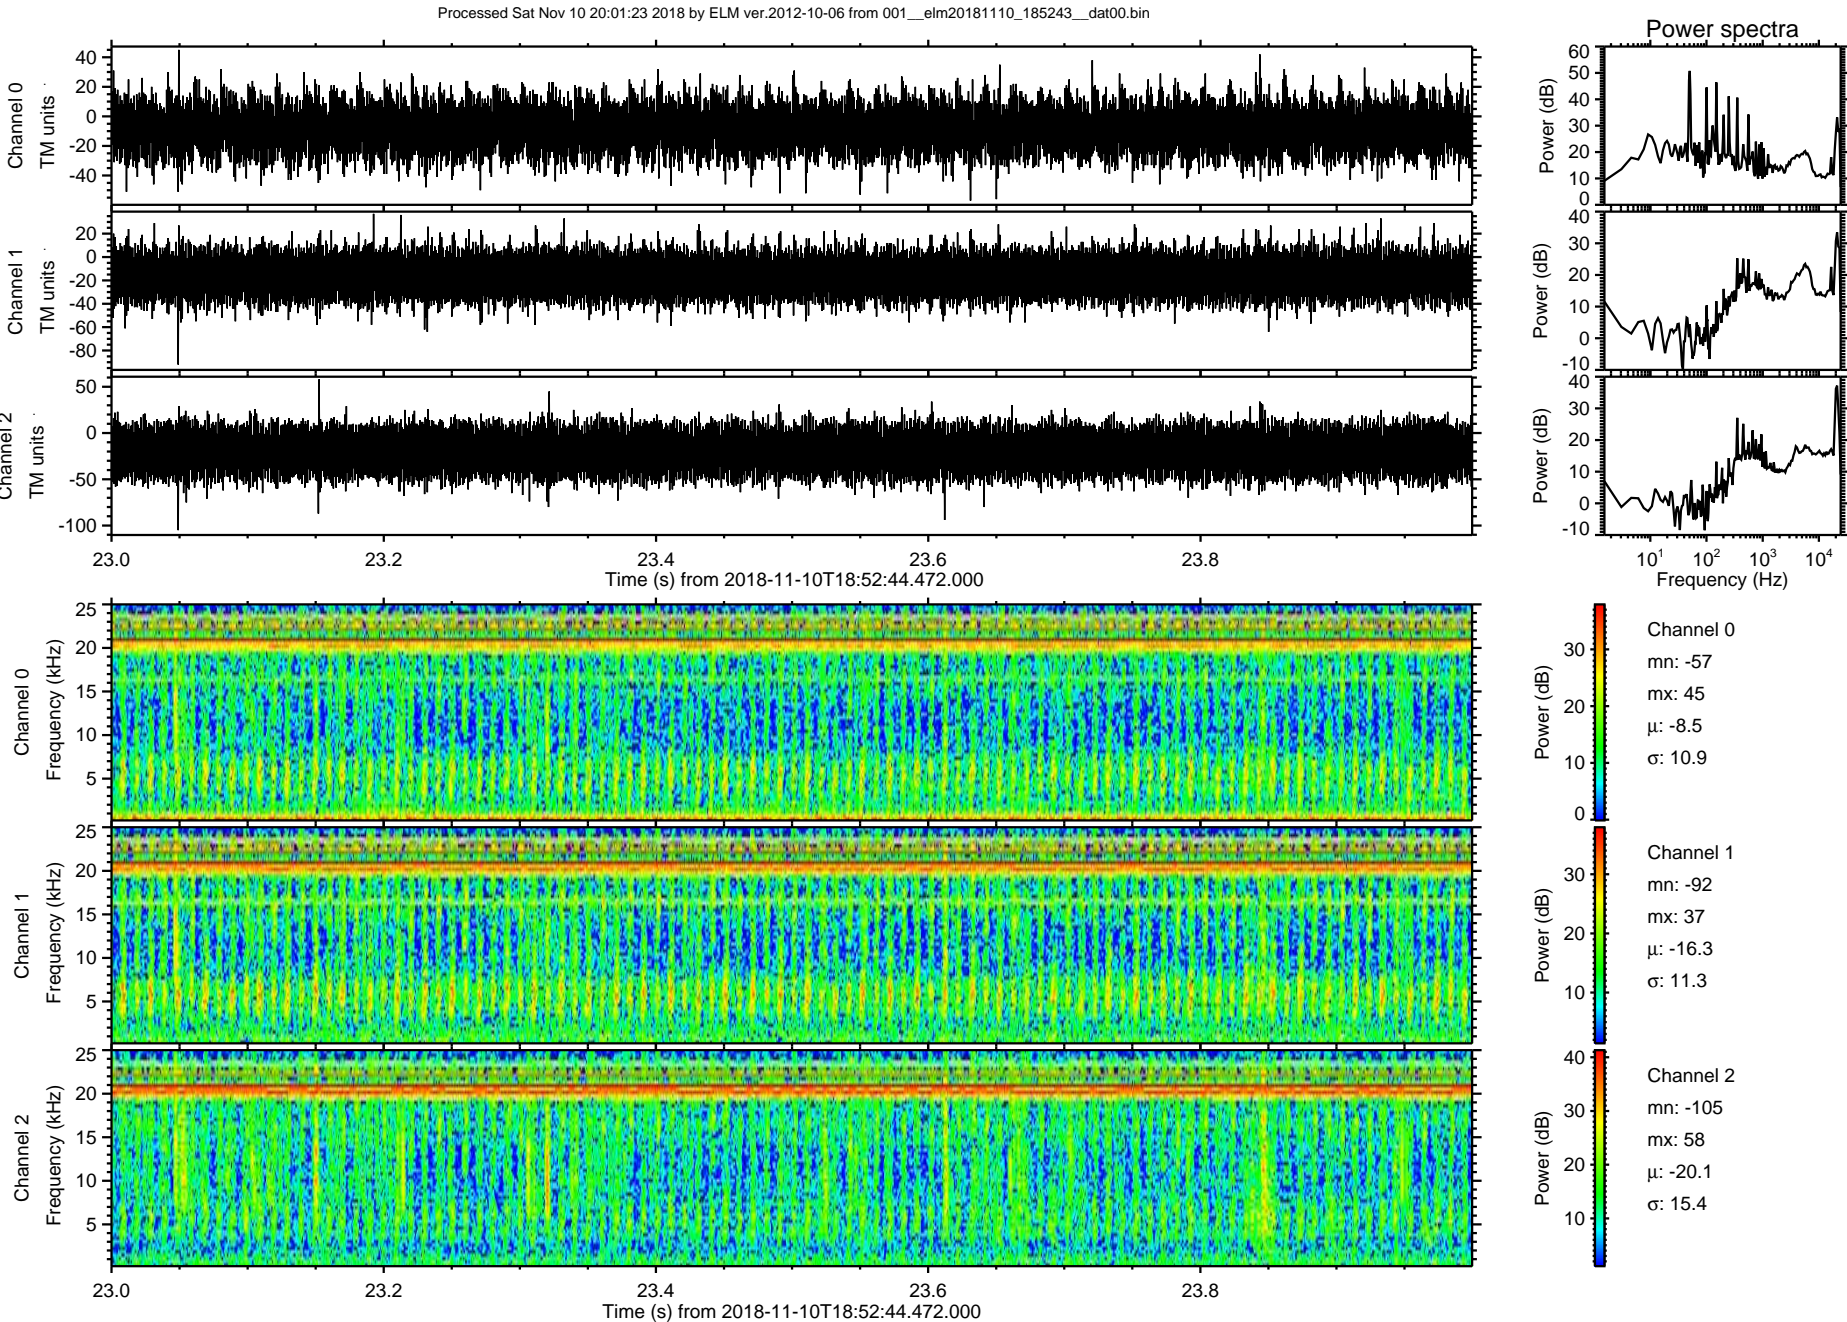 Processed Sat Nov 10 20:01:23 2018 by ELM ver.2012-10-06 from 001__elm20181110_185243__dat00.bin
Power spectra
Channel 0
TM units
40
20
0
-20
-40
Power (dB)
60
50
40
30
20
10
0
Channel 1
TM units
20
0
-20
-40
-60
-80
Power (dB)
40
30
20
10
0
-10
Channel 2
TM units
50
0
-50
-100
Power (dB)
40
30
20
10
0
-10
23.0 23.2 23.4 23.6 23.8
Time (s) from 2018-11-10T18:52:44.472.000
10¹ 10² 10³ 10⁴
Frequency (Hz)
Channel 0
Frequency (kHz)
25
20
15
10
5
Power (dB)
30
20
10
0
Channel 0
mn: -57
mx: 45
μ: -8.5
σ: 10.9
Channel 1
Frequency (kHz)
25
20
15
10
5
Power (dB)
30
20
10
Channel 1
mn: -92
mx: 37
μ: -16.3
σ: 11.3
Channel 2
Frequency (kHz)
25
20
15
10
5
Power (dB)
40
30
20
10
Channel 2
mn: -105
mx: 58
μ: -20.1
σ: 15.4
23.0 23.2 23.4 23.6 23.8
Time (s) from 2018-11-10T18:52:44.472.000